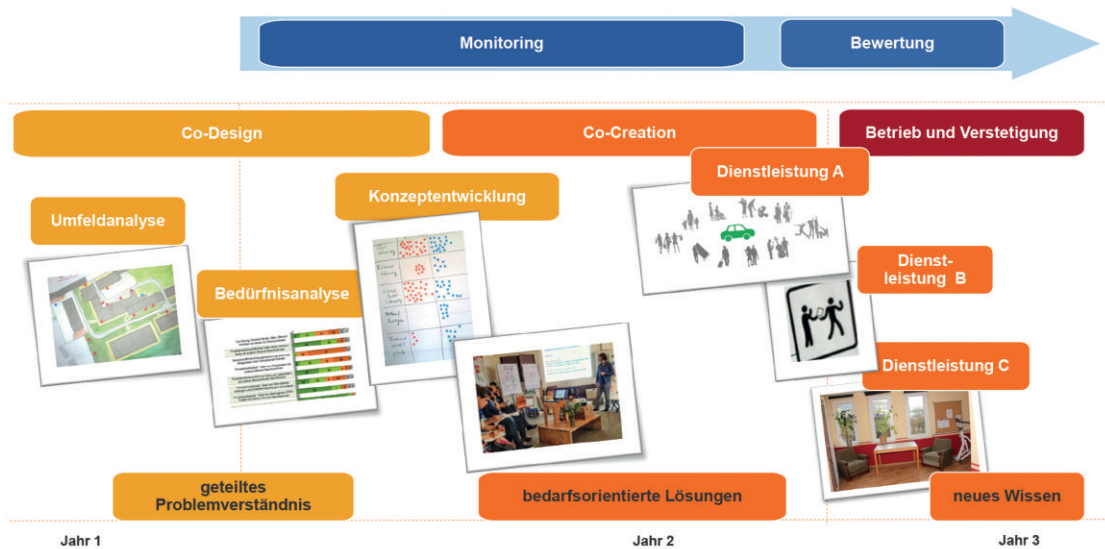 Monitoring
Bewertung
Co-Design
Co-Creation
Betrieb und Verstetigung
Dienstleistung A
Konzeptentwicklung
Umfeldanalyse
Dienst-
leistung B
Bedürfnisanalyse
Dienstleistung C
geteiltes
Problemverständnis
bedarfsorientierte Lösungen
neues Wissen
Jahr 1
Jahr 2
Jahr 3